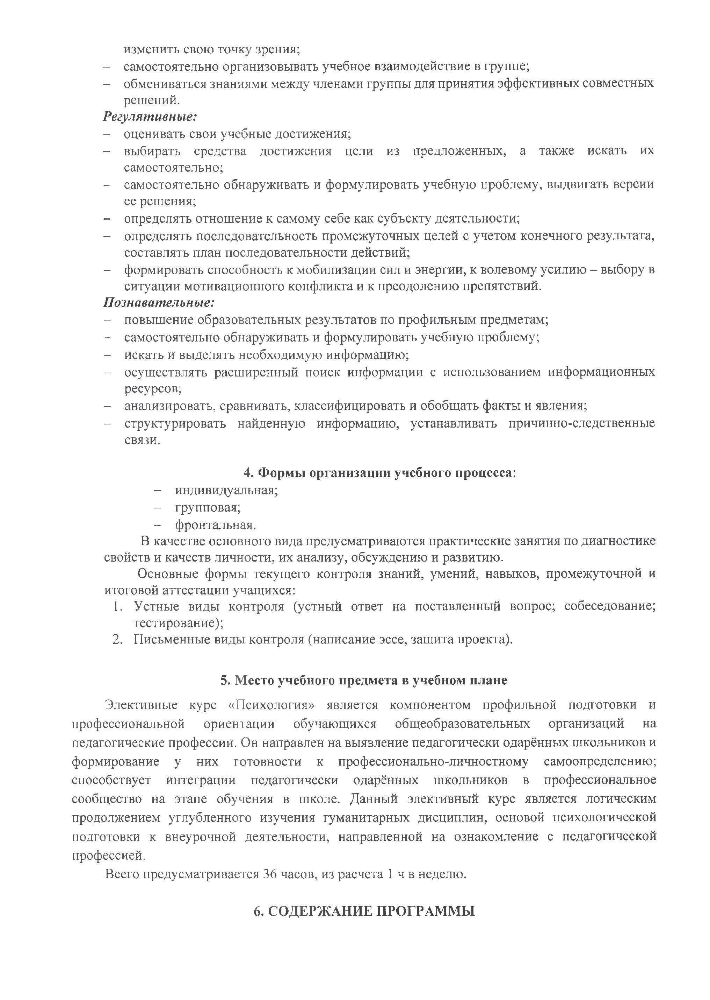 изменить свою точку зрения;
– самостоятельно организовывать учебное взаимодействие в группе;
– обмениваться знаниями между членами группы для принятия эффективных совместных
решений.
Регулятивные:
– оценивать свои учебные достижения;
– выбирать средства достижения цели из предложенных, а также искать их
самостоятельно;
– самостоятельно обнаруживать и формулировать учебную проблему, выдвигать версии
ее решения;
– определять отношение к самому себе как субъекту деятельности;
– определять последовательность промежуточных целей с учетом конечного результата,
составлять план последовательности действий;
– формировать способность к мобилизации сил и энергии, к волевому усилию – выбору в
ситуации мотивационного конфликта и к преодолению препятствий.
Познавательные:
– повышение образовательных результатов по профильным предметам;
– самостоятельно обнаруживать и формулировать учебную проблему;
– искать и выделять необходимую информацию;
– осуществлять расширенный поиск информации с использованием информационных
ресурсов;
– анализировать, сравнивать, классифицировать и обобщать факты и явления;
– структурировать найденную информацию, устанавливать причинно-следственные
связи.
4. Формы организации учебного процесса:
– индивидуальная;
– групповая;
– фронтальная.
В качестве основного вида предусматриваются практические занятия по диагностике
свойств и качеств личности, их анализу, обсуждению и развитию.
Основные формы текущего контроля знаний, умений, навыков, промежуточной и
итоговой аттестации учащихся:
1. Устные виды контроля (устный ответ на поставленный вопрос; собеседование;
тестирование);
2. Письменные виды контроля (написание эссе, защита проекта).
5. Место учебного предмета в учебном плане
Элективные курс «Психология» является компонентом профильной подготовки и
профессиональной ориентации обучающихся общеобразовательных организаций на
педагогические профессии. Он направлен на выявление педагогически одарённых школьников и
формирование у них готовности к профессионально-личностному самоопределению;
способствует интеграции педагогически одарённых школьников в профессиональное
сообщество на этапе обучения в школе. Данный элективный курс является логическим
продолжением углубленного изучения гуманитарных дисциплин, основой психологической
подготовки к внеурочной деятельности, направленной на ознакомление с педагогической
профессией.
Всего предусматривается 36 часов, из расчета 1 ч в неделю.
6. СОДЕРЖАНИЕ ПРОГРАММЫ